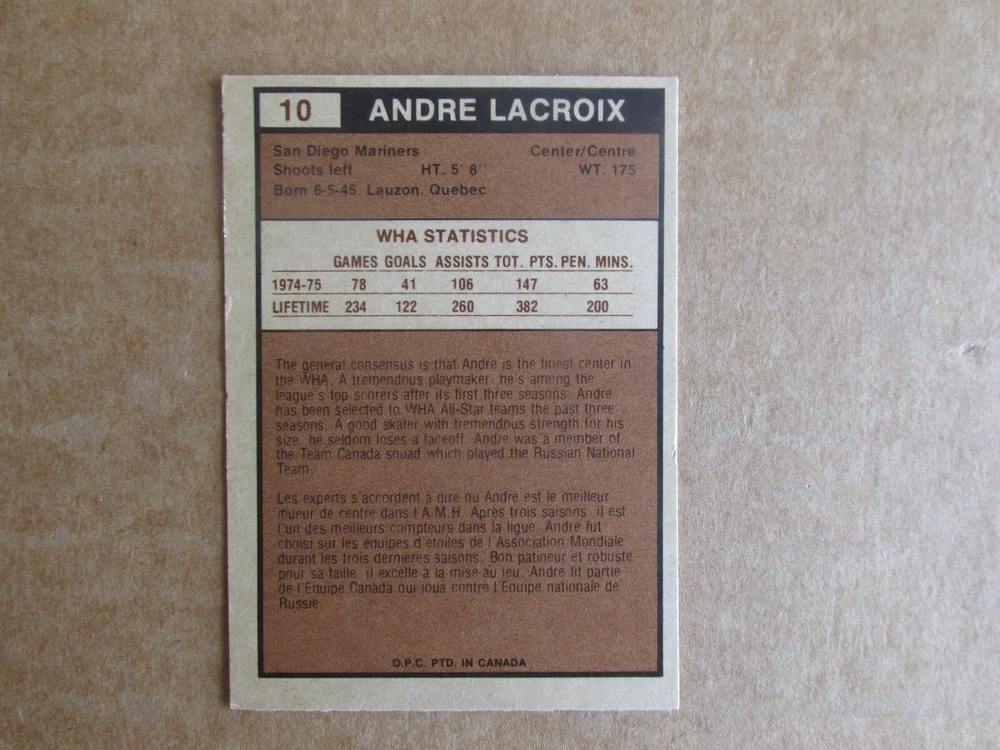 10 ANDRE LACROIX
San Diego Mariners Center/Centre
Shoots left HT. 5' 8" WT. 175
Born 6-5-45. Lauzon. Quebec
WHA STATISTICS
GAMES GOALS ASSISTS TOT. PTS. PEN. MINS.
1974-75 78 41 106 147 63
LIFETIME 234 122 260 382 200
The general consensus is that Andre is the finest center in
the WHA. A tremendous playmaker, he's among the
league's top scorers after its first three seasons. Andre
has been selected to WHA All-Star teams the past three
seasons. A good skater with tremendous strength for his
size, he seldom loses a faceoff. Andre was a member of
the Team Canada squad which played the Russian National
Team.
Les experts s'accordent à dire qu'Andre est le meilleur
joueur de centre dans l'A.M.H. Après trois saisons, il est
l'un des meilleurs compteurs dans la ligue. Andre fut
choisi sur les équipes d'étoiles de l'Association Mondiale
durant les trois dernières saisons. Bon patineur et robuste
pour sa taille, il excelle à la mise au jeu. Andre fit partie
de l'Equipe Canada qui joua contre l'Equipe nationale de
Russie.
O.P.C. PTD. IN CANADA